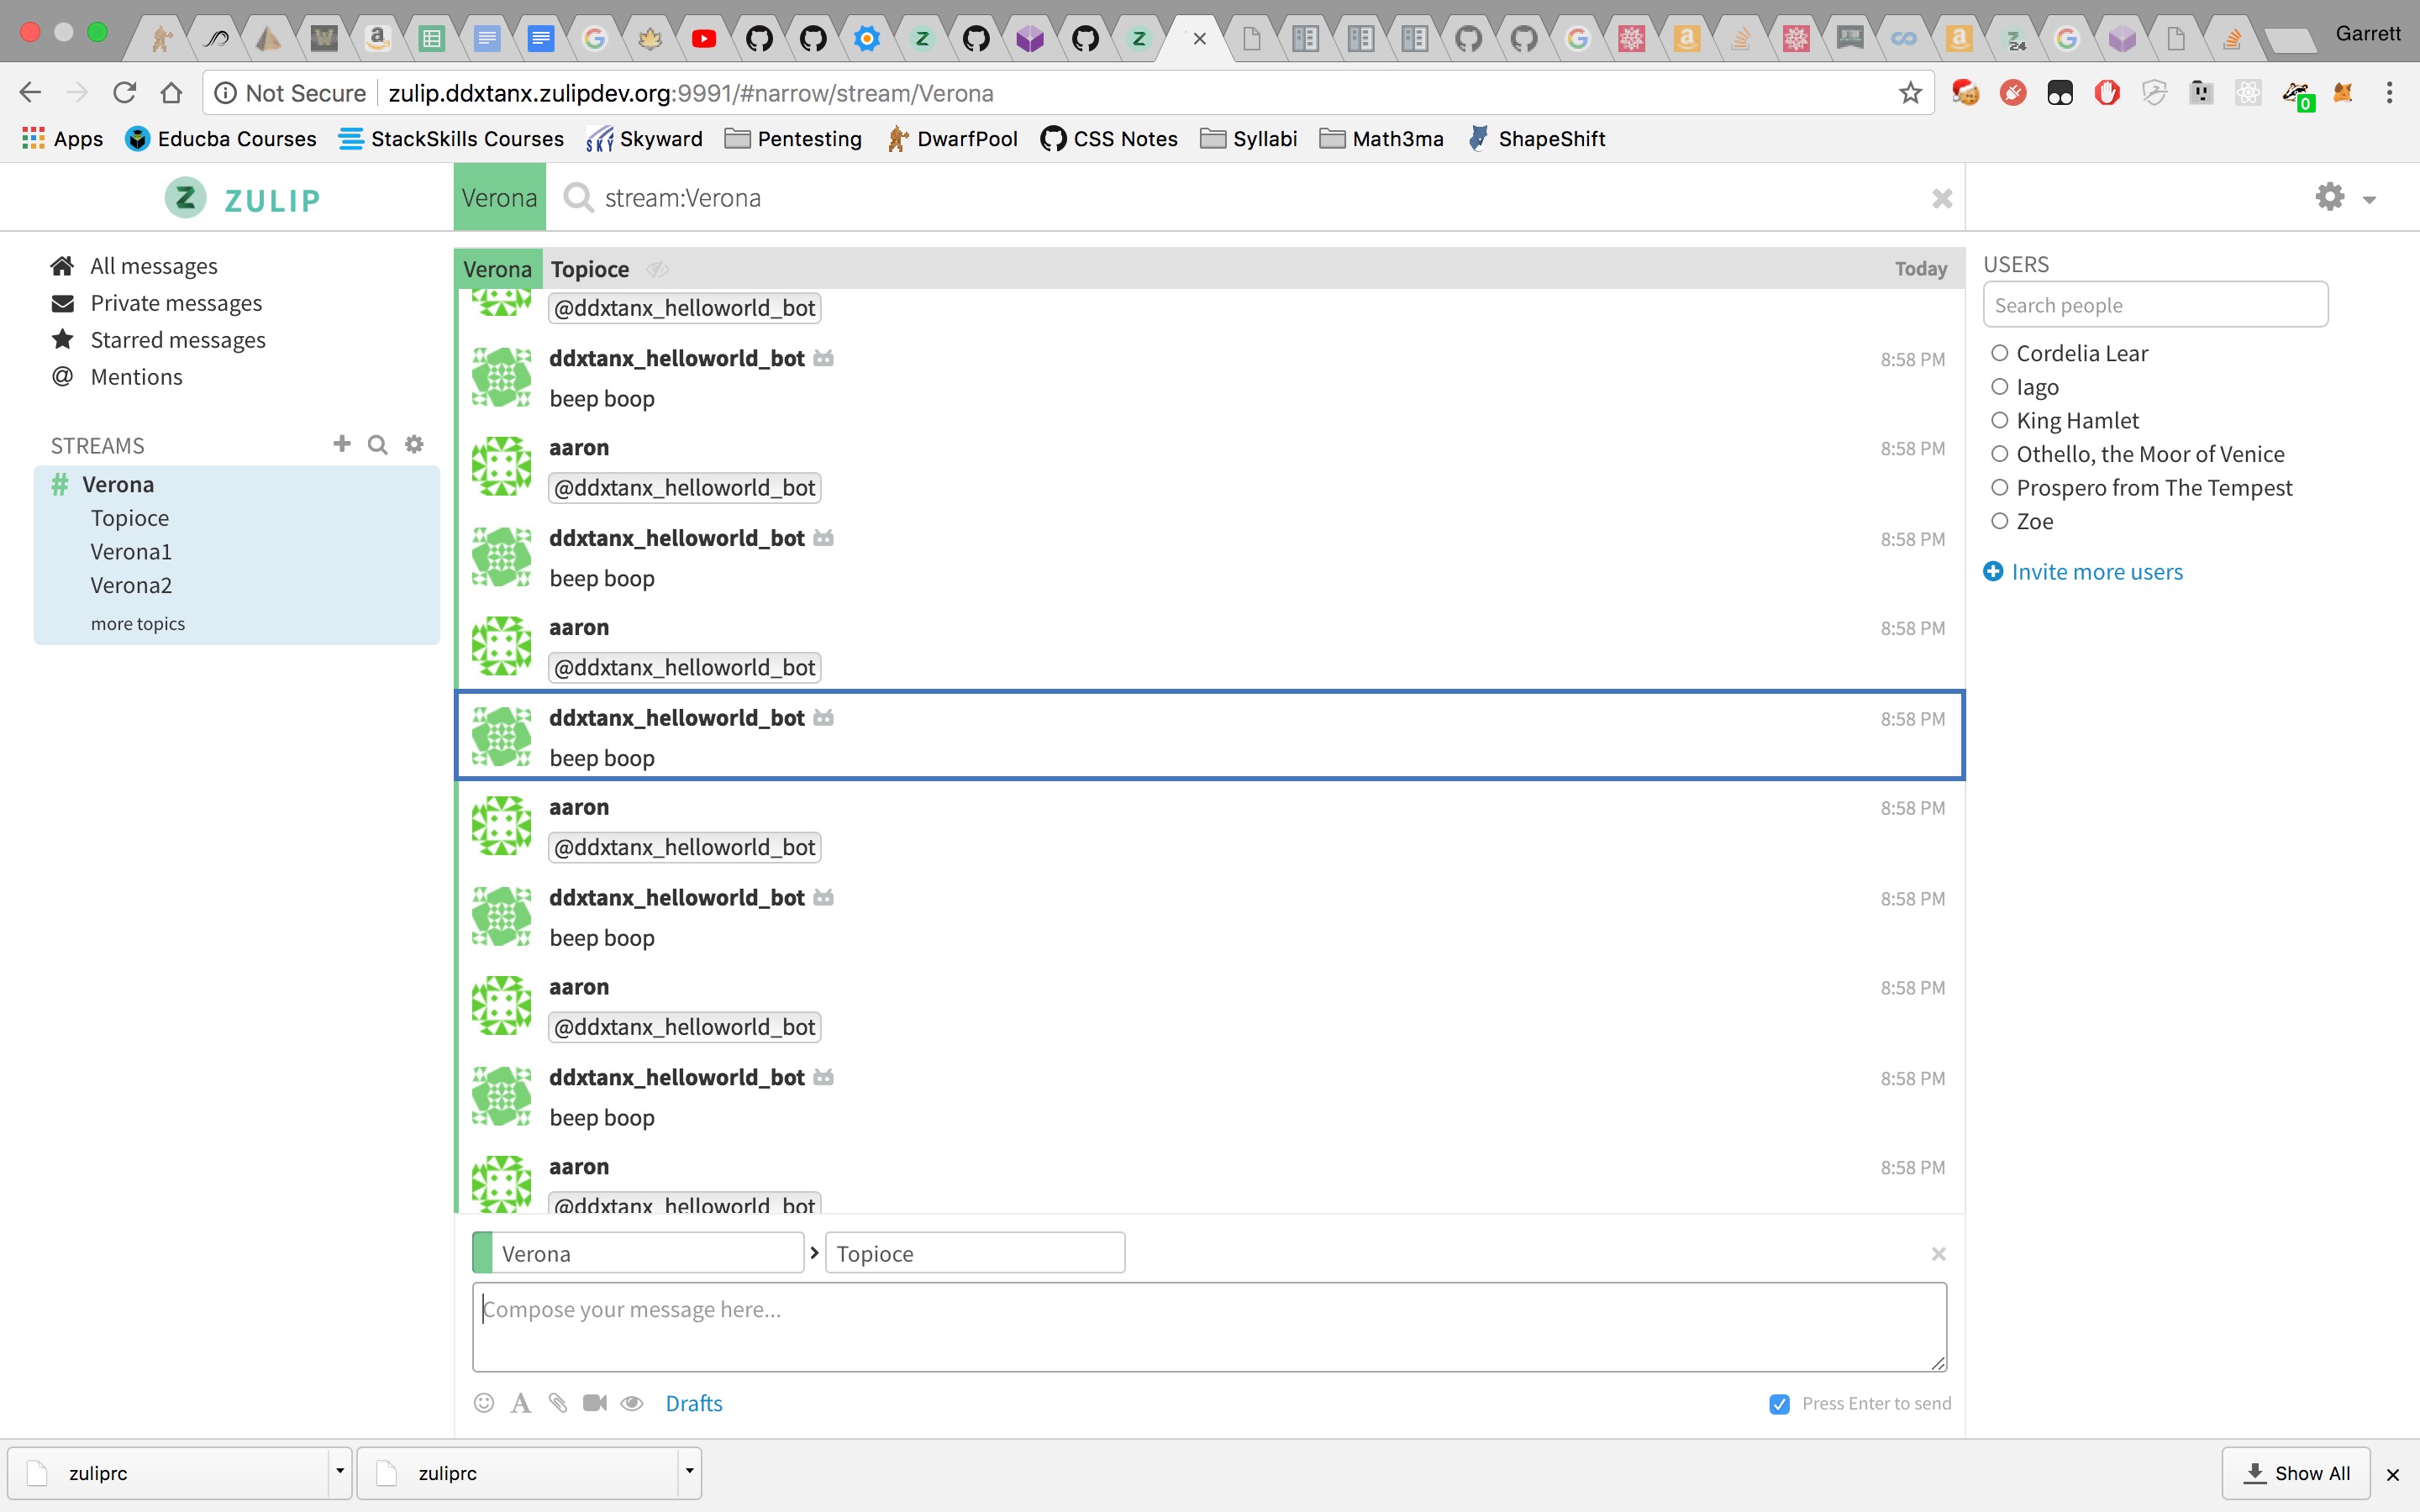 Garrett
Not Secure zulip.ddxtanx.zulipdev.org:9991/#narrow/stream/Verona
0
Apps Educba Courses StackSkills Courses Skyward Pentesting DwarfPool CSS Notes Syllabi Math3ma ShapeShift
ZULIP
Verona stream:Verona
All messages
Private messages
Starred messages
Mentions
STREAMS
# Verona
Topioce
Verona1
Verona2
more topics
Verona Topioce Today
@ddxtanx_helloworld_bot
ddxtanx_helloworld_bot 8:58 PM
beep boop
aaron 8:58 PM
@ddxtanx_helloworld_bot
ddxtanx_helloworld_bot 8:58 PM
beep boop
aaron 8:58 PM
@ddxtanx_helloworld_bot
ddxtanx_helloworld_bot 8:58 PM
beep boop
aaron 8:58 PM
@ddxtanx_helloworld_bot
ddxtanx_helloworld_bot 8:58 PM
beep boop
aaron 8:58 PM
@ddxtanx_helloworld_bot
ddxtanx_helloworld_bot 8:58 PM
beep boop
aaron 8:58 PM
@ddxtanx_helloworld_bot
Verona > Topioce
Compose your message here...
Drafts
Press Enter to send
USERS
Search people
Cordelia Lear
Iago
King Hamlet
Othello, the Moor of Venice
Prospero from The Tempest
Zoe
Invite more users
zuliprc
zuliprc
Show All